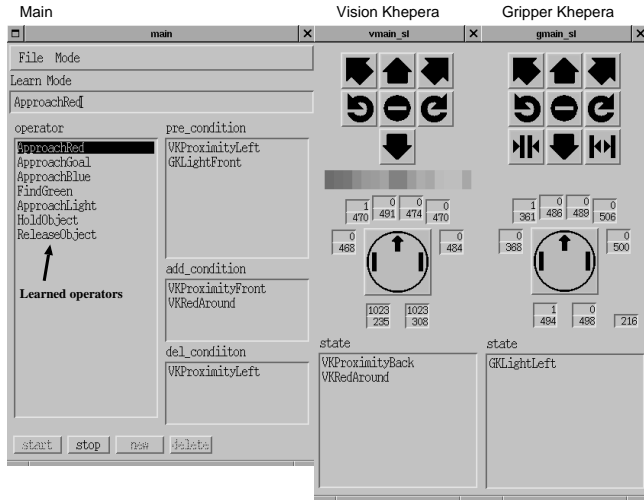 Main
Vision Khepera
Gripper Khepera
main
vmain_sl
gmain_sl
File Mode
Learn Mode
ApproachRed
operator
ApproachRed
ApproachGoal
ApproachBlue
FindGreen
ApproachLight
HoldObject
ReleaseObject
Learned operators
pre_condition
VKProximityLeft
GKLightFront
add_condition
VKProximityFront
VKRedAround
del_condiiton
VKProximityLeft
start stop new delete
1 0 0 0
470 491 474 470
0 0
468 484
1023 1023
235 308
state
VKProximityBack
VKRedAround
1 0 0 0
361 486 489 506
0 0
368 500
1 0
494 498 216
state
GKLightLeft